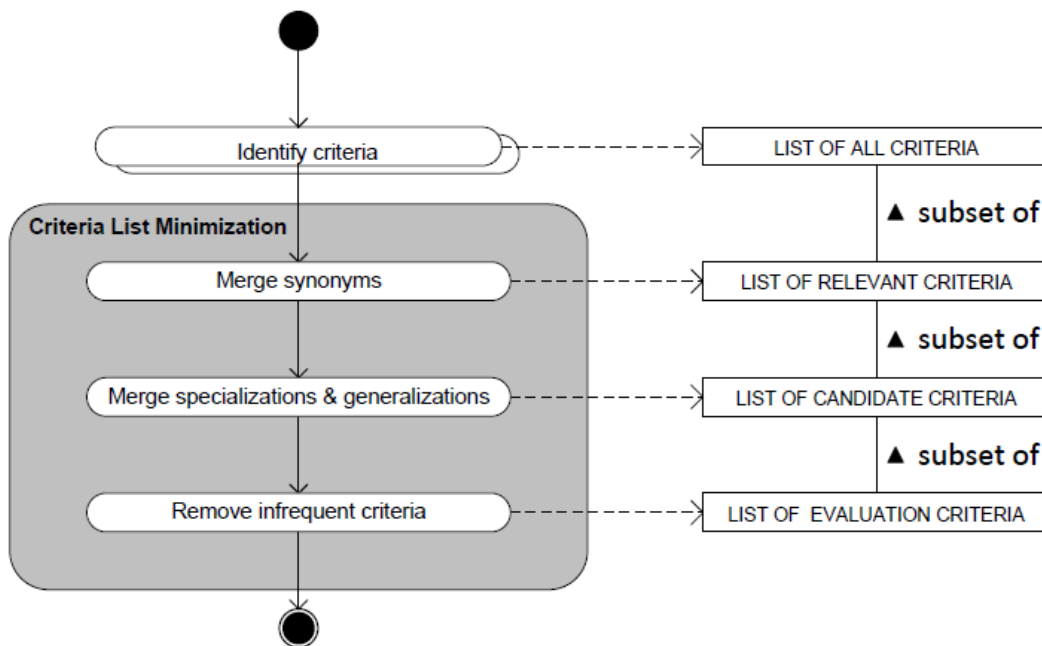 Identify criteria
LIST OF ALL CRITERIA
▲ subset of
Criteria List Minimization
Merge synonyms
LIST OF RELEVANT CRITERIA
▲ subset of
Merge specializations & generalizations
LIST OF CANDIDATE CRITERIA
▲ subset of
Remove infrequent criteria
LIST OF EVALUATION CRITERIA